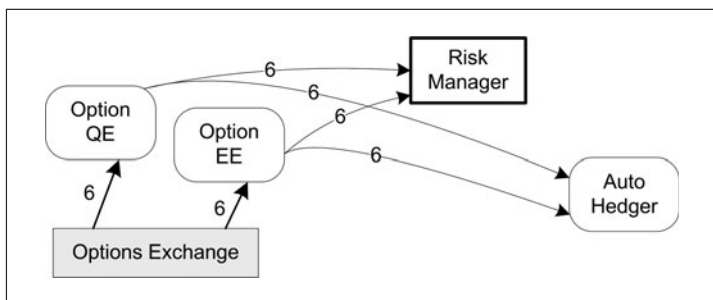 Risk
Manager
6
6
Option
QE
Option
EE
6
6
Auto
Hedger
6
6
Options Exchange